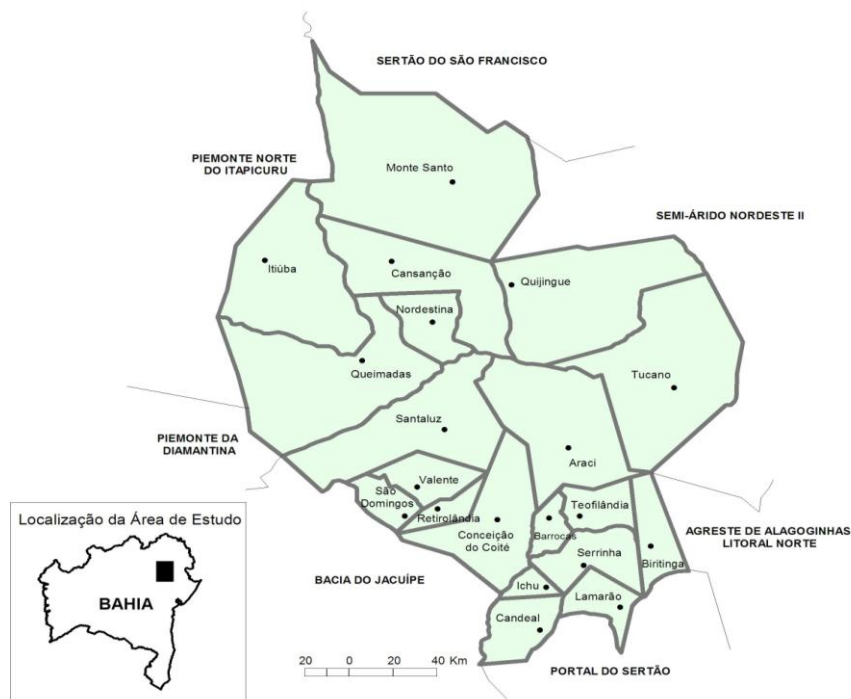 SERTÃO DO SÃO FRANCISCO
PIEMONTE NORTE
DO ITAPICURU
Monte Santo
SEMI-ÁRIDO NORDESTE II
Itiúba
Cansanção
Quijingue
Nordestina
Queimadas
Tucano
Santaluz
PIEMONTE DA
DIAMANTINA
Araci
Valente
São
Domingos
Retirolândia
Conceição
do Coité
Teofilândia
Barrocas
Serrinha
Biritinga
AGRESTE DE ALAGOGINHAS
LITORAL NORTE
Localização da Área de Estudo
BAHIA
BACIA DO JACUÍPE
Ichu
Lamarão
Candeal
20 0 20 40 Km
PORTAL DO SERTÃO